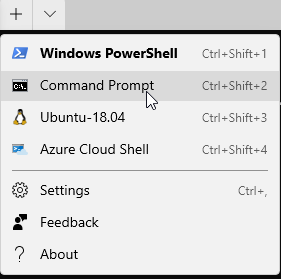 Windows PowerShell Ctrl+Shift+1
Command Prompt Ctrl+Shift+2
Ubuntu-18.04 Ctrl+Shift+3
Azure Cloud Shell Ctrl+Shift+4
Settings Ctrl+,
Feedback
? About